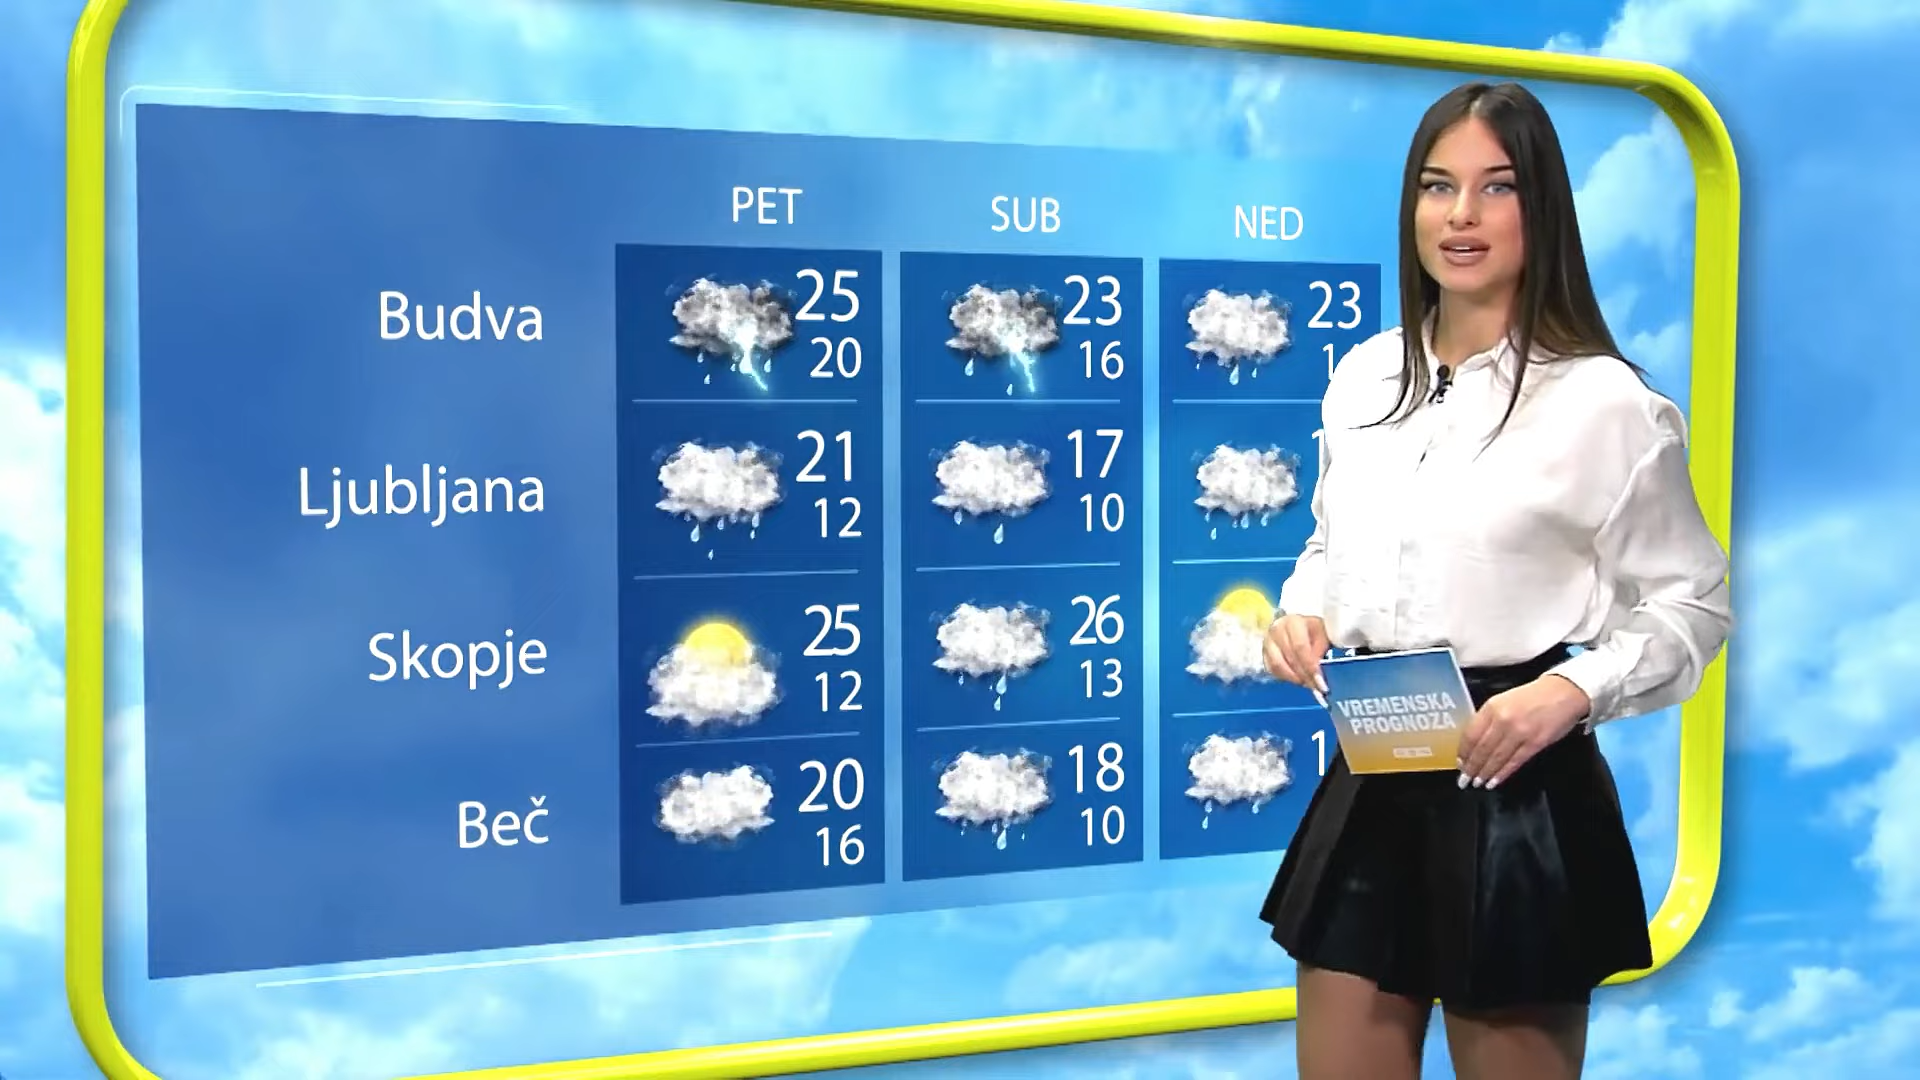 PET SUB NED
Budva 25 23 23
20 16
Ljubljana 21 17
12 10
Skopje 25 26
12 13
Beč 20 18
16 10
VREMENSKA
PROGNOZA